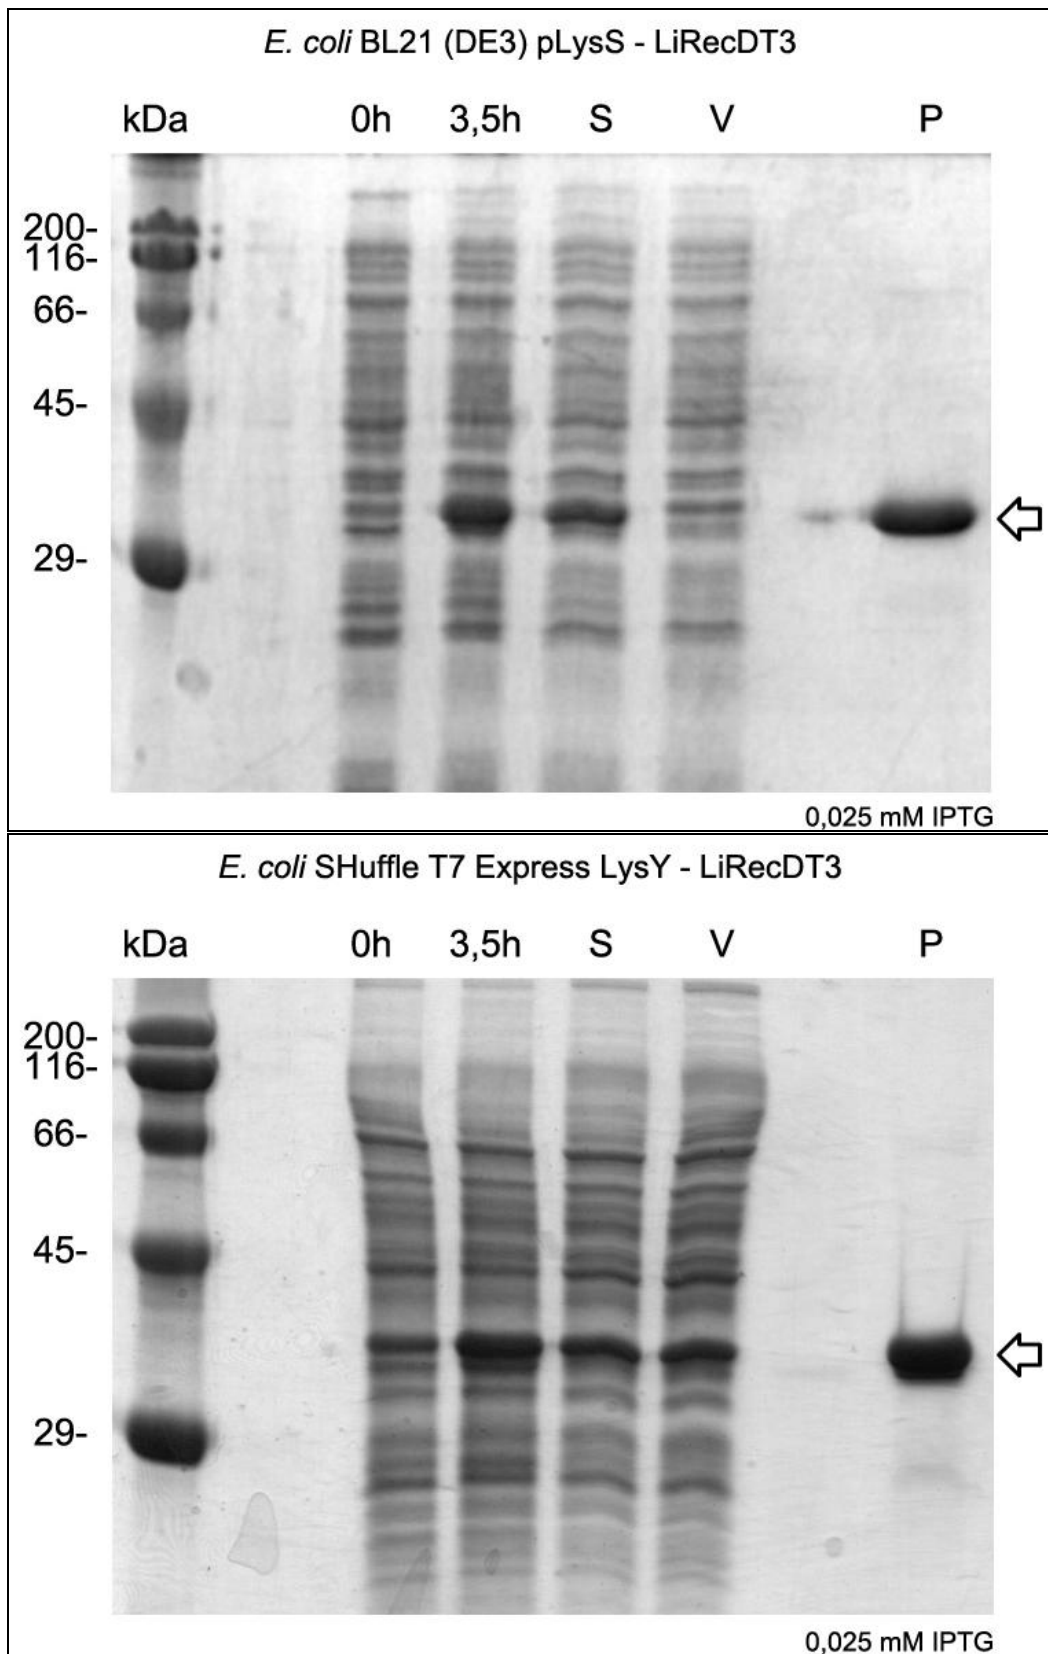 E. coli BL21 (DE3) pLysS - LiRecDT3
kDa 0h 3,5h S V P
200-
116-
66-
45-
29-
0,025 mM IPTG
E. coli SHuffle T7 Express LysY - LiRecDT3
kDa 0h 3,5h S V P
200-
116-
66-
45-
29-
0,025 mM IPTG